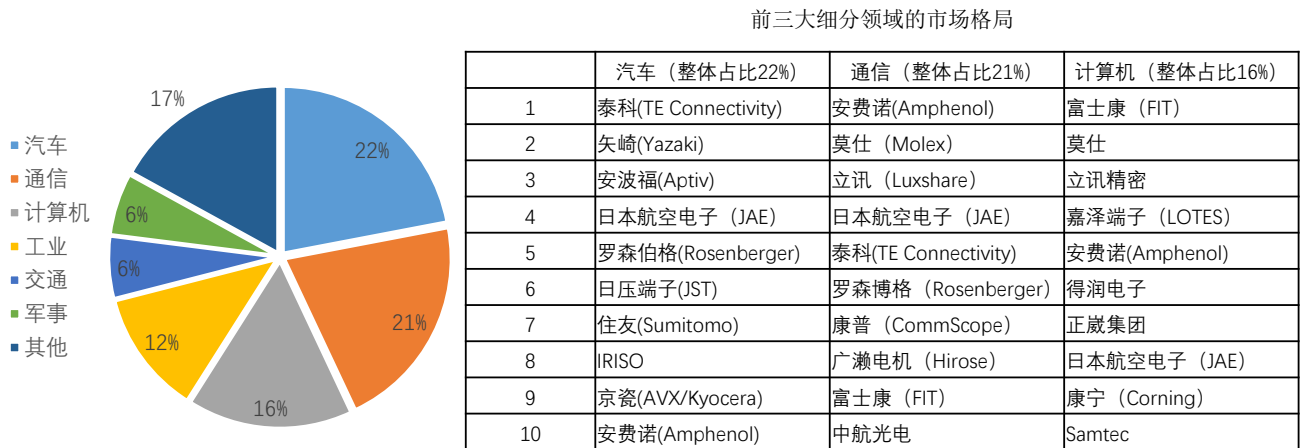 前三大细分领域的市场格局
17%
22%
21%
16%
12%
6%
6%
汽车
通信
计算机
工业
交通
军事
其他
汽车（整体占比22%） 通信（整体占比21%） 计算机（整体占比16%）
1 泰科(TE Connectivity) 安费诺(Amphenol) 富士康（FIT）
2 矢崎(Yazaki) 莫仕（Molex） 莫仕
3 安波福(Aptiv) 立讯（Luxshare） 立讯精密
4 日本航空电子（JAE） 日本航空电子（JAE） 嘉泽端子（LOTES）
5 罗森伯格(Rosenberger) 泰科(TE Connectivity) 安费诺(Amphenol)
6 日压端子(JST) 罗森博格（Rosenberger） 得润电子
7 住友(Sumitomo) 康普（CommScope） 正崴集团
8 IRISO 广濑电机（Hirose） 日本航空电子（JAE）
9 京瓷(AVX/Kyocera) 富士康（FIT） 康宁（Corning）
10 安费诺(Amphenol) 中航光电 Samtec